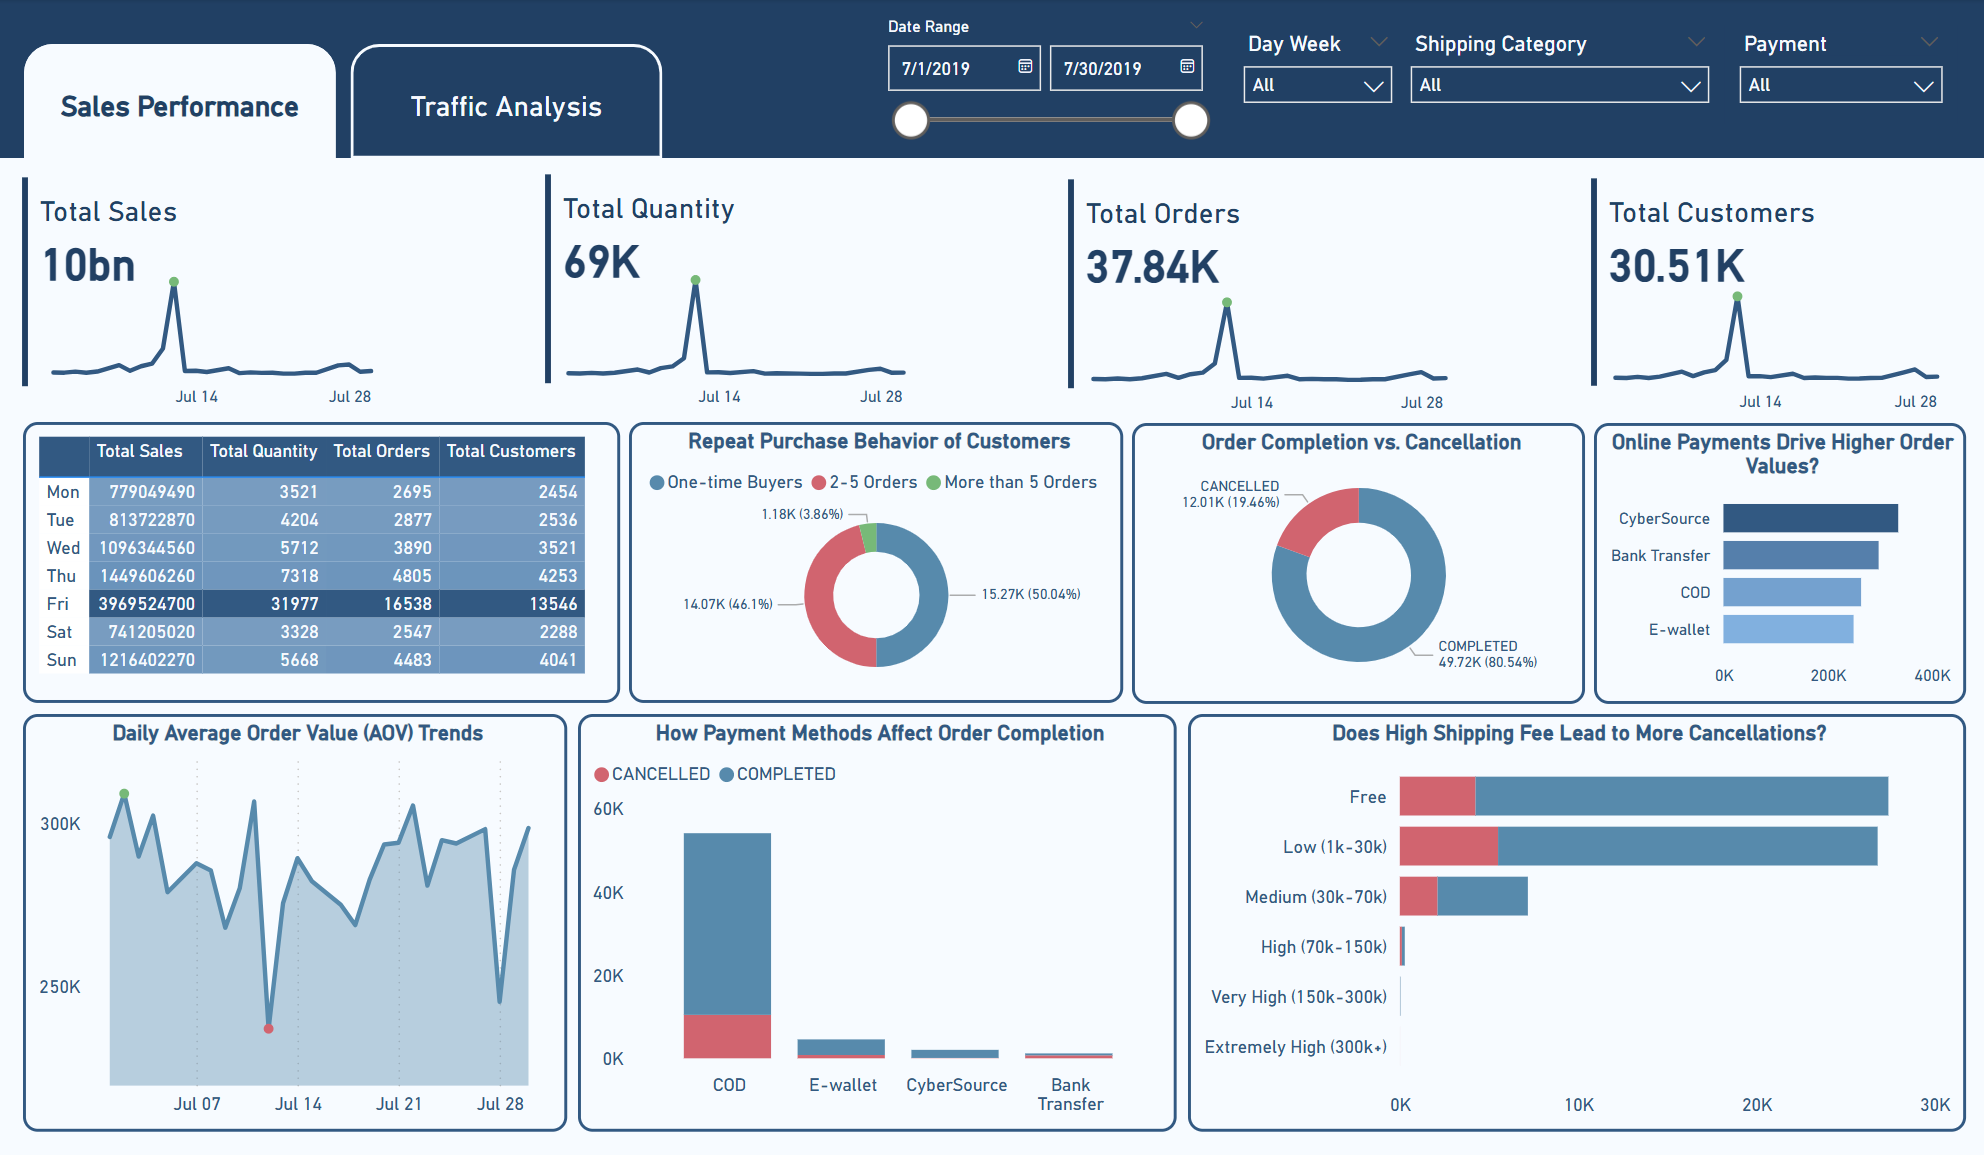 Sales Performance
Traffic Analysis
Date Range
7/1/2019
7/30/2019
Day Week
All
Shipping Category
All
Payment
All
Total Sales
10bn
Jul 14
Jul 28
Total Quantity
69K
Jul 14
Jul 28
Total Orders
37.84K
Jul 14
Jul 28
Total Customers
30.51K
Jul 14
Jul 28
Total Sales Total Quantity Total Orders Total Customers
Mon 779049490 3521 2695 2454
Tue 813722870 4204 2877 2536
Wed 1096344560 5712 3890 3521
Thu 1449606260 7318 4805 4253
Fri 3969524700 31977 16538 13546
Sat 741205020 3328 2547 2288
Sun 1216402270 5668 4483 4041
Repeat Purchase Behavior of Customers
One-time Buyers 2-5 Orders More than 5 Orders
1.18K (3.86%)
14.07K (46.1%)
15.27K (50.04%)
Order Completion vs. Cancellation
CANCELLED
12.01K (19.46%)
COMPLETED
49.72K (80.54%)
Online Payments Drive Higher Order
Values?
CyberSource
Bank Transfer
COD
E-wallet
0K 200K 400K
Daily Average Order Value (AOV) Trends
300K
250K
Jul 07 Jul 14 Jul 21 Jul 28
How Payment Methods Affect Order Completion
CANCELLED COMPLETED
60K
40K
20K
0K
COD E-wallet CyberSource Bank
Transfer
Does High Shipping Fee Lead to More Cancellations?
Free
Low (1k-30k)
Medium (30k-70k)
High (70k-150k)
Very High (150k-300k)
Extremely High (300k+)
0K 10K 20K 30K